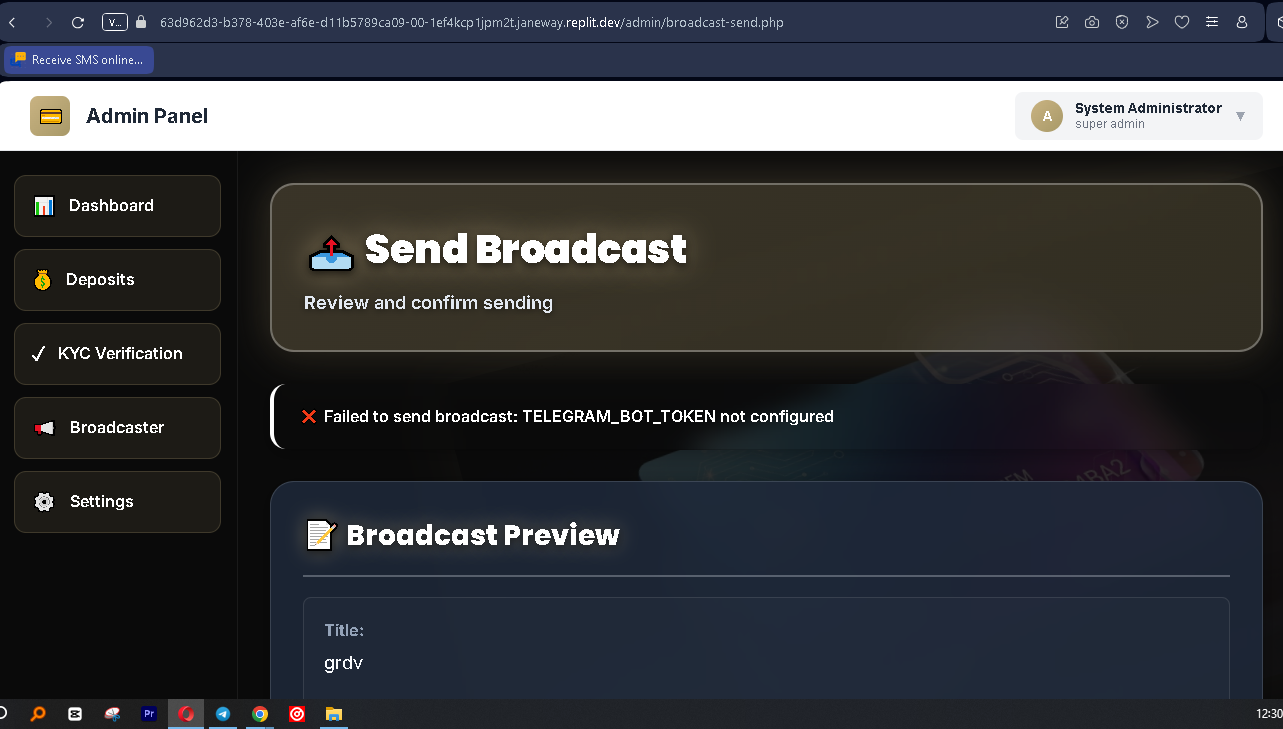 V...
63d962d3-b378-403e-af6e-d11b5789ca09-00-1ef4kcp1jpm2t.janeway.replit.dev/admin/broadcast-send.php
Receive SMS online...
Admin Panel
A
System Administrator
super admin
Dashboard
Deposits
KYC Verification
Broadcaster
Settings
Send Broadcast
Review and confirm sending
Failed to send broadcast: TELEGRAM_BOT_TOKEN not configured
Broadcast Preview
Title:
grdv
Pr
12:30